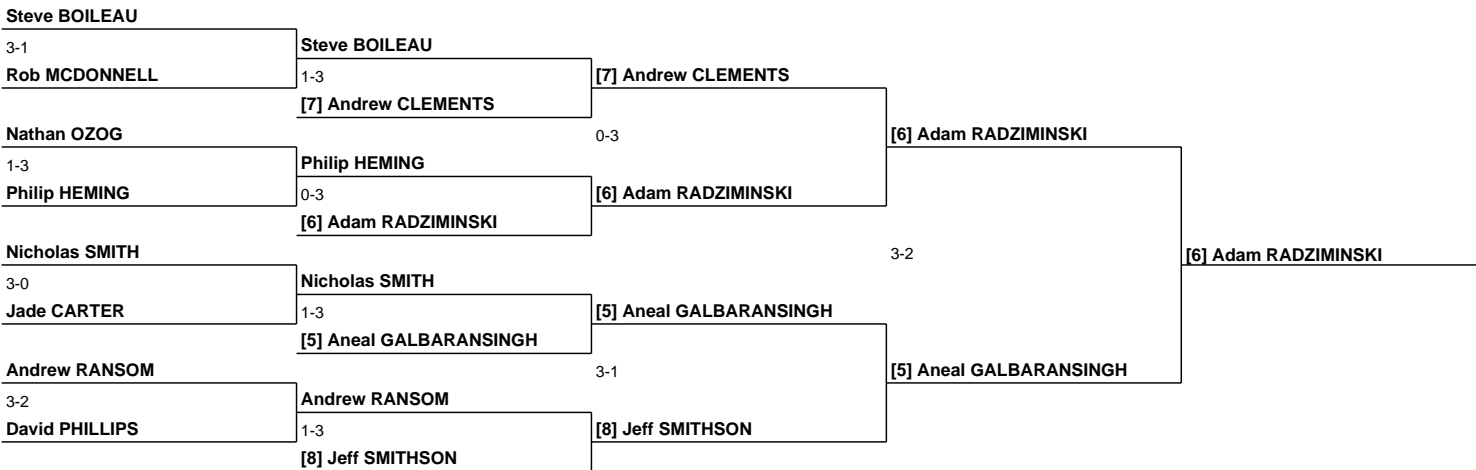 Steve BOILEAU
3-1
Rob MCDONNELL
Steve BOILEAU
1-3
[7] Andrew CLEMENTS
[7] Andrew CLEMENTS
Nathan OZOG
1-3
Philip HEMING
Philip HEMING
0-3
[6] Adam RADZIMINSKI
0-3
[6] Adam RADZIMINSKI
[6] Adam RADZIMINSKI
Nicholas SMITH
3-0
Jade CARTER
Nicholas SMITH
1-3
[5] Aneal GALBARANSINGH
[5] Aneal GALBARANSINGH
Andrew RANSOM
3-2
David PHILLIPS
Andrew RANSOM
1-3
[8] Jeff SMITHSON
3-1
[8] Jeff SMITHSON
[5] Aneal GALBARANSINGH
3-2
[6] Adam RADZIMINSKI